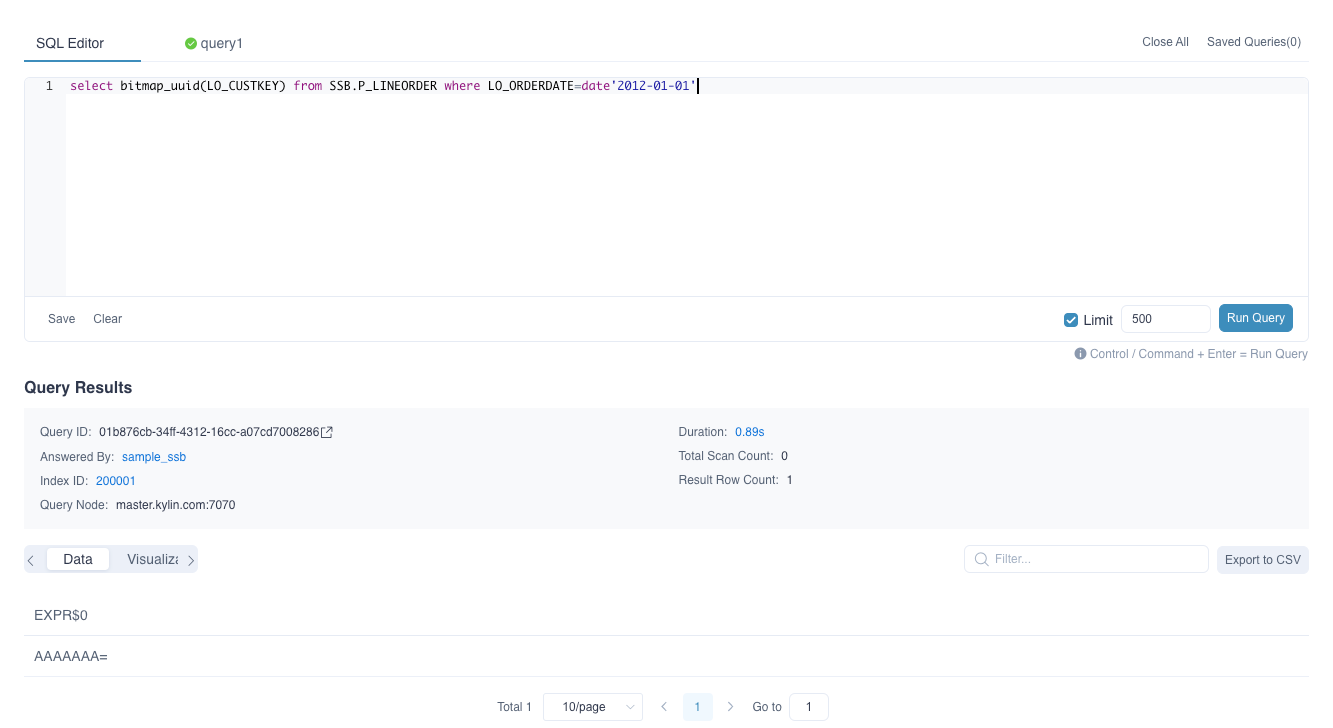 SQL Editor
query1
Close All
Saved Queries(0)
1 select bitmap_uuid(LO_CUSTKEY) from SSB.P_LINEORDER where LO_ORDERDATE=date'2012-01-01'
Save
Clear
Limit
500
Run Query
Control / Command + Enter = Run Query
Query Results
Query ID: 01b876cb-34ff-4312-16cc-a07cd7008286
Answered By: sample_ssb
Index ID: 200001
Query Node: master.kylin.com:7070
Duration: 0.89s
Total Scan Count: 0
Result Row Count: 1
Data
Visualiza
Filter...
Export to CSV
EXPR$0
AAAAAAA=
Total 1
10/page
1
Go to
1